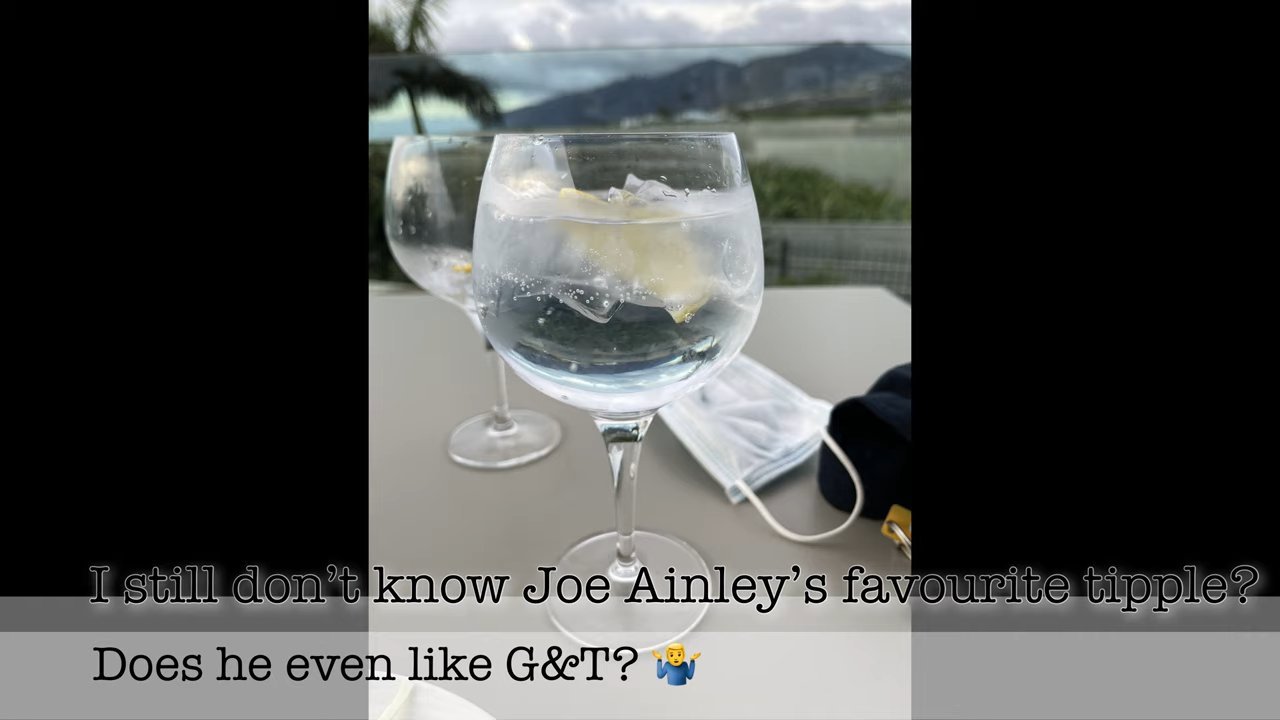 I still don’t know Joe Ainley’s favourite tipple?
Does he even like G&T? 🤷‍♂️